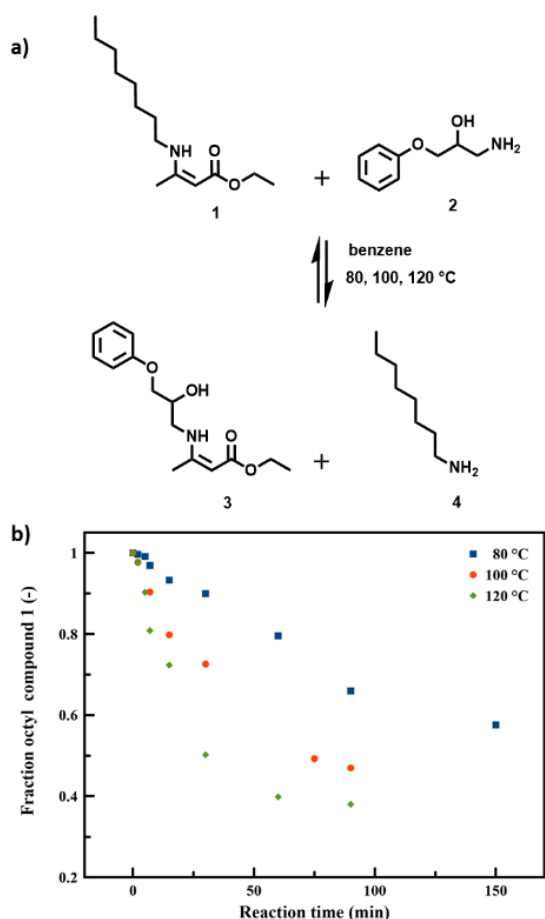 a)
NH
O
O
1
+
OH
O
NH₂
2
benzene
80, 100, 120 °C
O
OH
NH
O
O
3
+
NH₂
4
b)
80 °C
100 °C
120 °C
1
0.8
0.6
0.4
0.2
Fraction octyl compound 1 (-)
0
50
100
150
Reaction time (min)